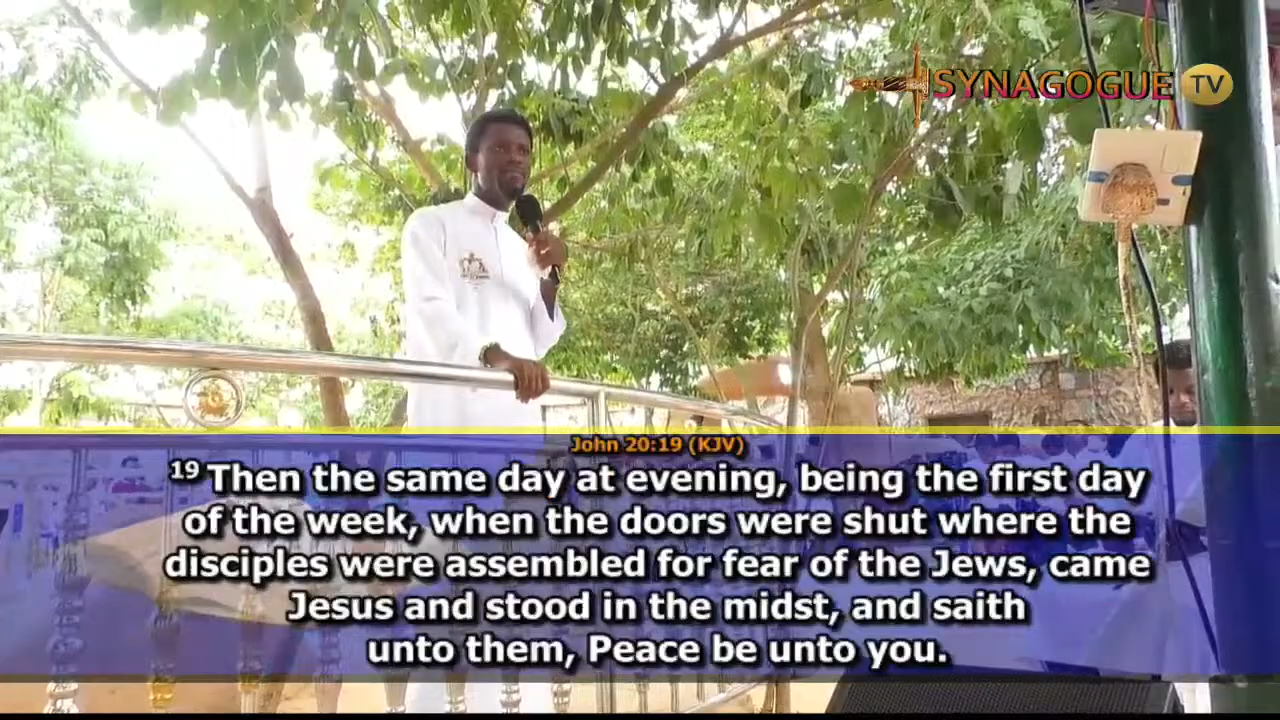 SYNAGOGUE TV
John 20:19 (KJV)
19 Then the same day at evening, being the first day
of the week, when the doors were shut where the
disciples were assembled for fear of the Jews, came
Jesus and stood in the midst, and saith
unto them, Peace be unto you.